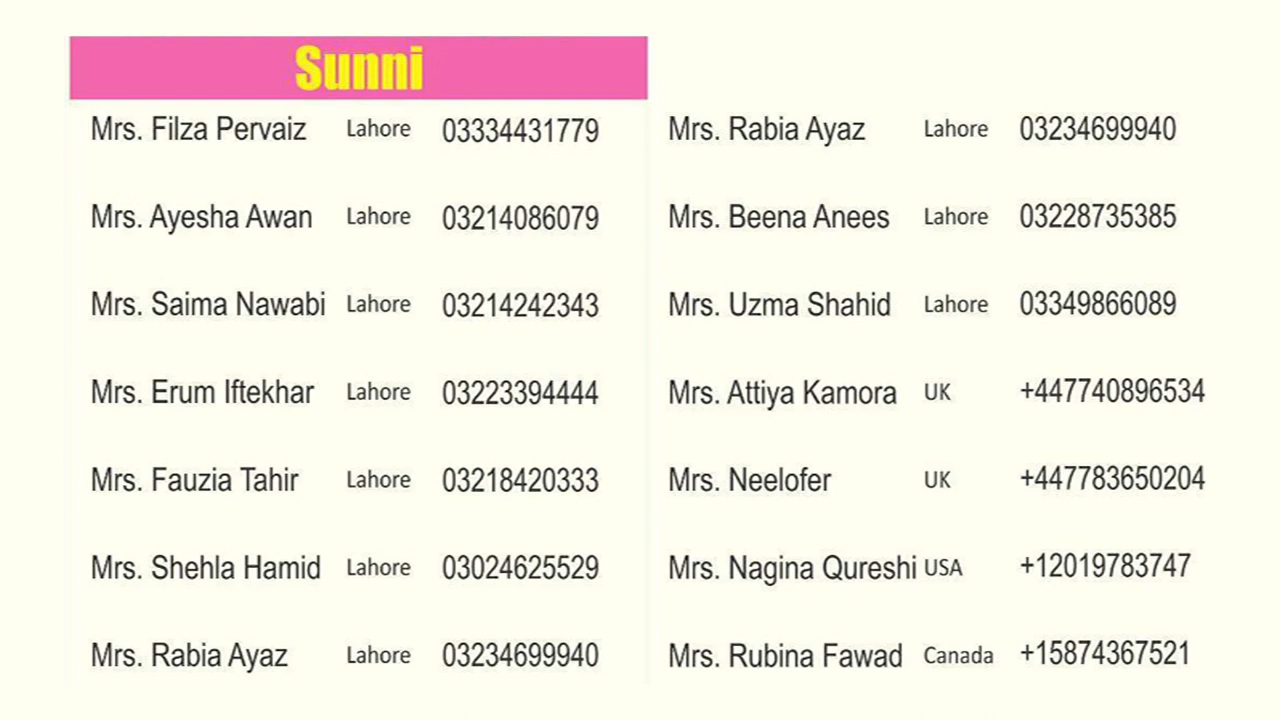 Sunni
Mrs. Filza Pervaiz Lahore 03334431779
Mrs. Ayesha Awan Lahore 03214086079
Mrs. Saima Nawabi Lahore 03214242343
Mrs. Erum Iftekhar Lahore 03223394444
Mrs. Fauzia Tahir Lahore 03218420333
Mrs. Shehla Hamid Lahore 03024625529
Mrs. Rabia Ayaz Lahore 03234699940
Mrs. Rabia Ayaz Lahore 03234699940
Mrs. Beena Anees Lahore 03228735385
Mrs. Uzma Shahid Lahore 03349866089
Mrs. Attiya Kamora UK +447740896534
Mrs. Neelofer UK +447783650204
Mrs. Nagina Qureshi USA +12019783747
Mrs. Rubina Fawad Canada +15874367521